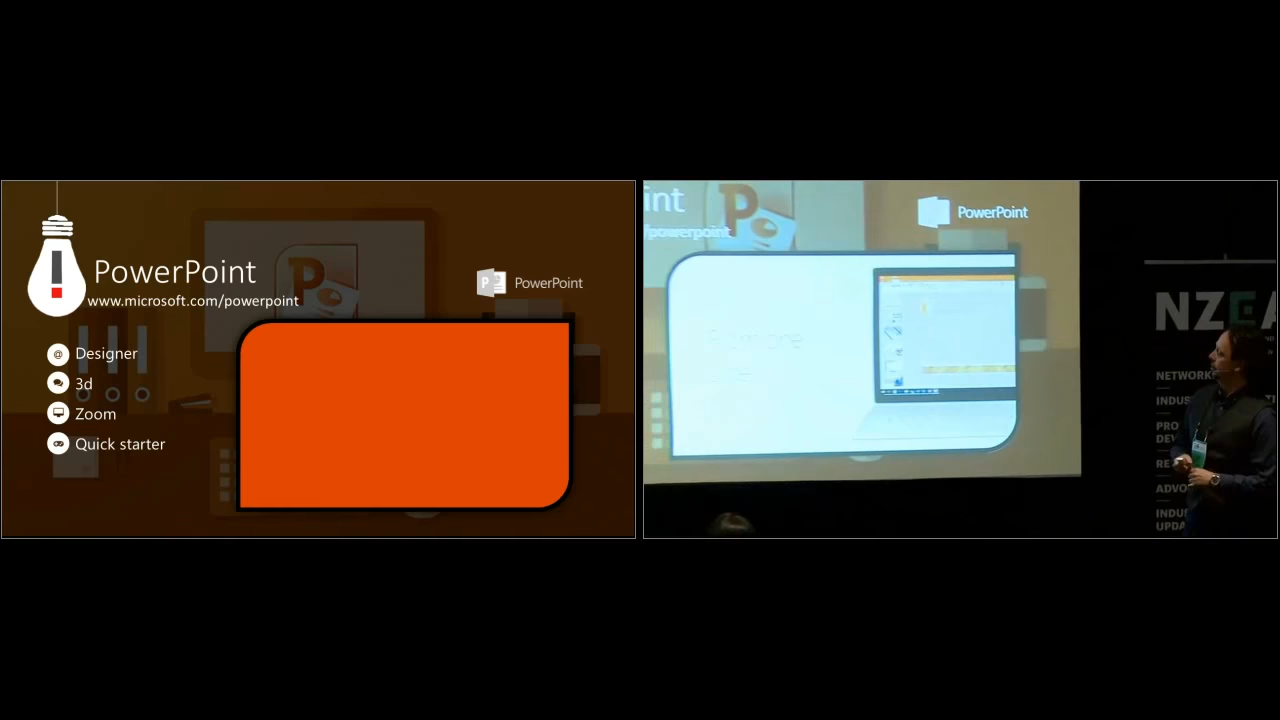 PowerPoint
www.microsoft.com/powerpoint
P
PowerPoint
@ Designer
3d
Zoom
Quick starter
int
/powerpoint
PowerPoint
NZEA
NETWORK
INDUS
PRO
DEV
RE
ADVO
INDUS
UPDA